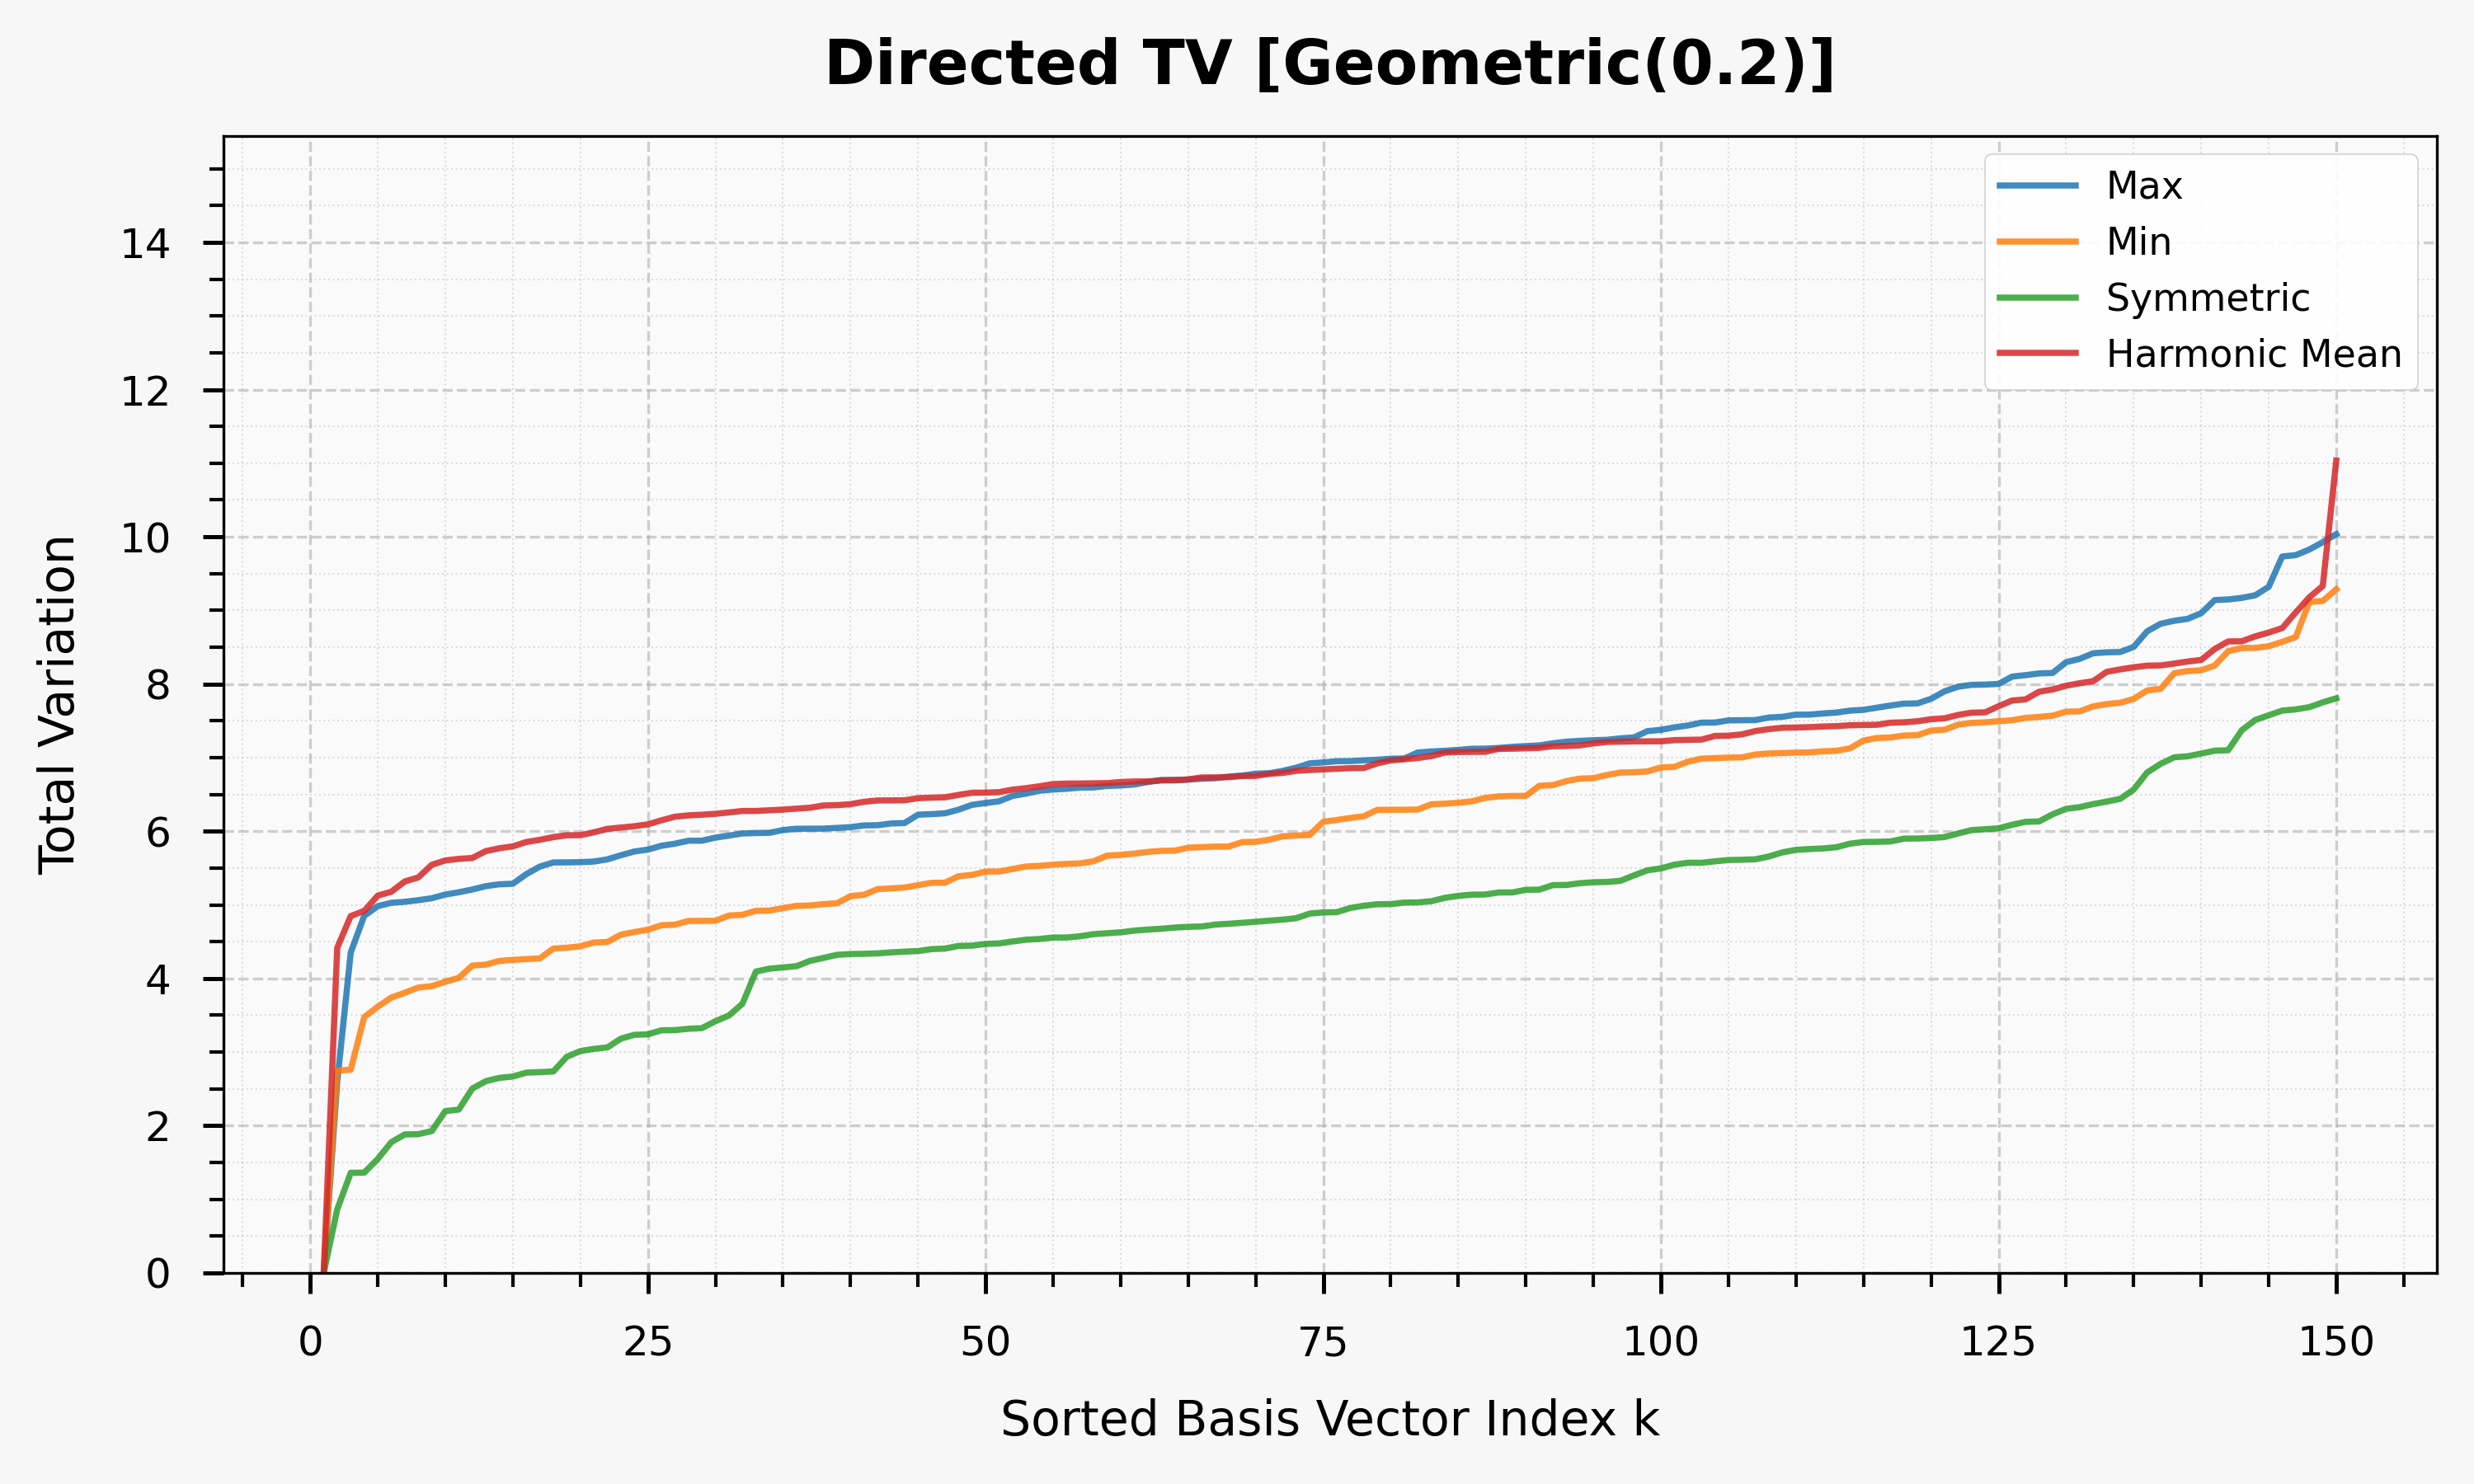 Directed TV [Geometric(0.2)]
Max
Min
Symmetric
Harmonic Mean
Total Variation
14
12
10
8
6
4
2
0
0 25 50 75 100 125 150
Sorted Basis Vector Index k